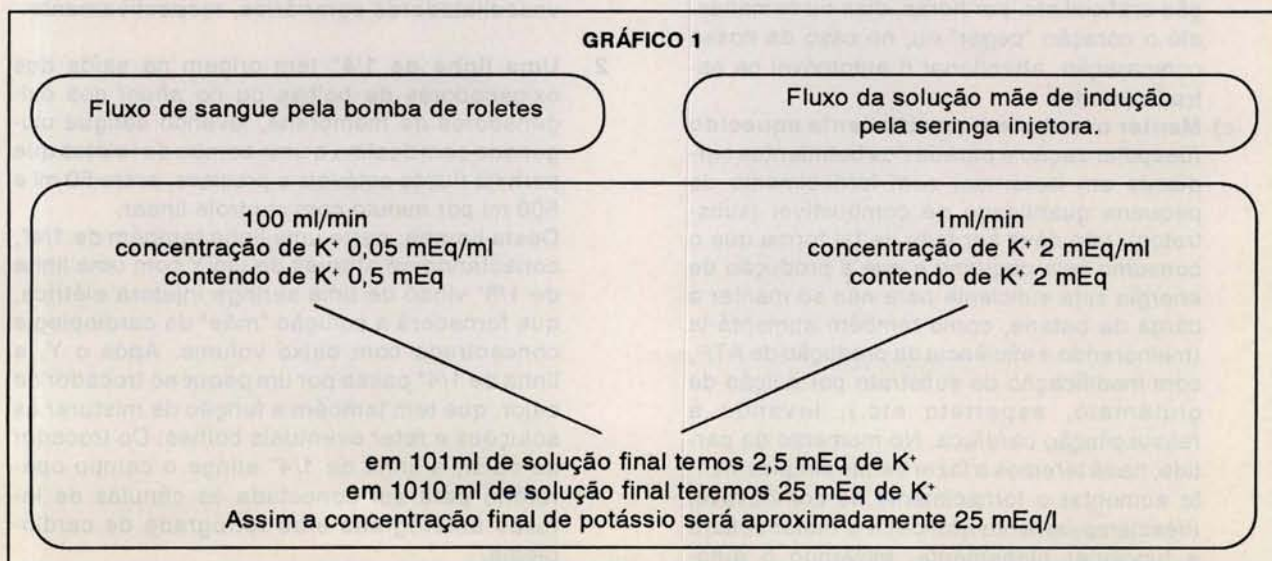 GRÁFICO 1
Fluxo de sangue pela bomba de reletes
Fluxo da solução mãe de indução
pela seringa injetora.
100 ml/min
concentração de K⁺ 0,05 mEq/ml
conteúdo de K⁺ 0,5 mEq
1ml/min
concentração de K⁺ 2 mEq/ml
conteúdo de K⁺ 2 mEq
em 101ml de solução final temos 2,5 mEq de K⁺
em 1010 ml de solução final teremos 25 mEq de K⁺
Assim a concentração final de potássio será aproximadamente 25 mEq/l